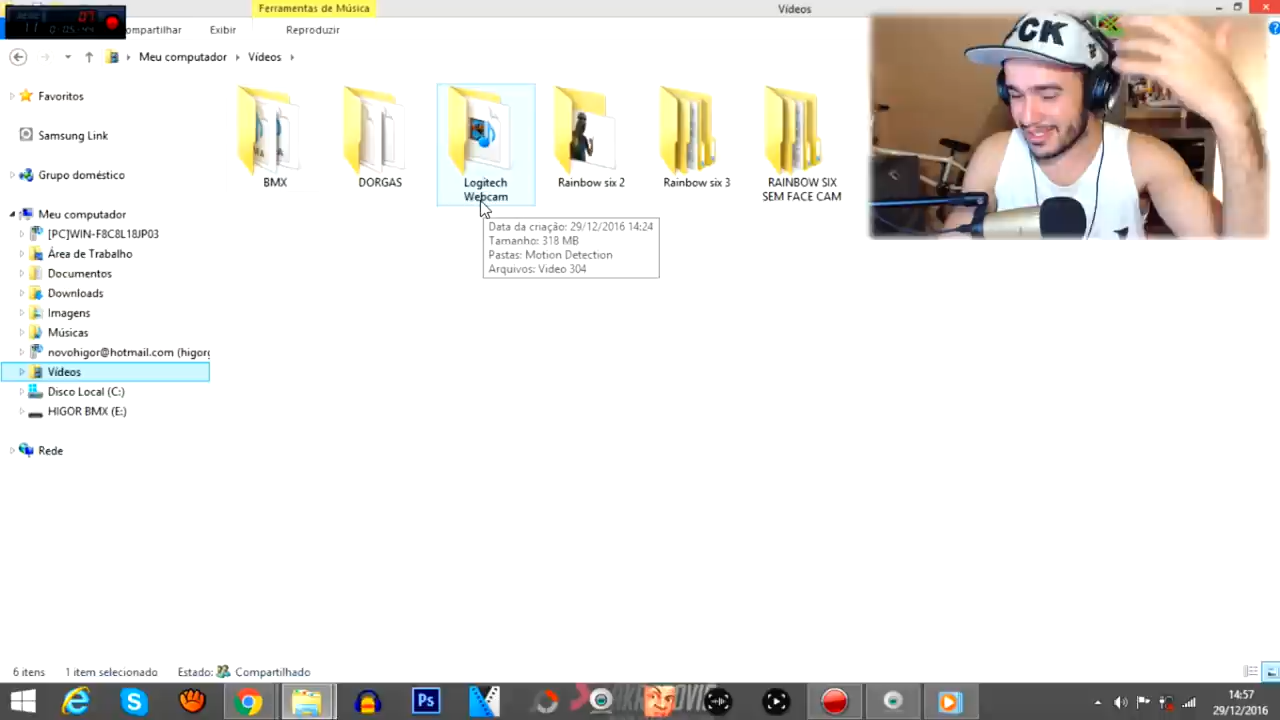 Ferramentas de Música
Vídeos
ompartilhar
Exibir
Reproduzir
Meu computador
Vídeos
Favoritos
Samsung Link
Grupo doméstico
Meu computador
[PC]WIN-F8C8L18JP03
Área de Trabalho
Documentos
Downloads
Imagens
Músicas
novohigor@hotmail.com (higor
Vídeos
Disco Local (C:)
HIGOR BMX (E:)
Rede
BMX
DORGAS
Logitech
Webcam
Rainbow six 2
Rainbow six 3
RAINBOW SIX
SEM FACE CAM
Data da criação: 29/12/2016 14:24
Tamanho: 318 MB
Pastas: Motion Detection
Arquivos: Video 304
CK
6 itens
1 item selecionado
Estado:
Compartilhado
Ps
14:57
29/12/2016